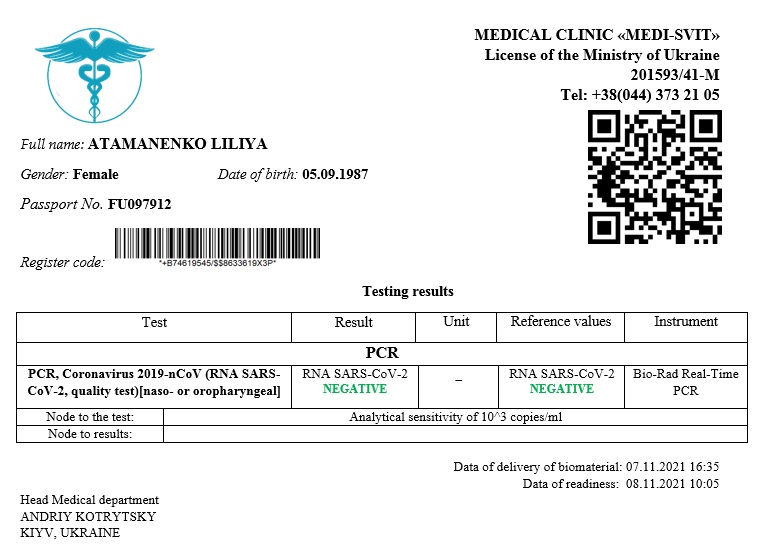 MEDICAL CLINIC «MEDI-SVIT»
License of the Ministry of Ukraine
201593/41-M
Tel: +38(044) 373 21 05
Full name: ATAMANENKO LILIYA
Gender: Female Date of birth: 05.09.1987
Passport No. FU097912
Register code:
*+B74619545/$$8633619X3P*
Testing results
Test Result Unit Reference values Instrument
PCR
PCR, Coronavirus 2019-nCoV (RNA SARS-CoV-2, quality test)[naso- or oropharyngeal] RNA SARS-CoV-2 NEGATIVE – RNA SARS-CoV-2 NEGATIVE Bio-Rad Real-Time PCR
Node to the test: Analytical sensitivity of 10^3 copies/ml
Node to results:
Data of delivery of biomaterial: 07.11.2021 16:35
Data of readiness: 08.11.2021 10:05
Head Medical department
ANDRIY KOTRYTSKY
KIYV, UKRAINE